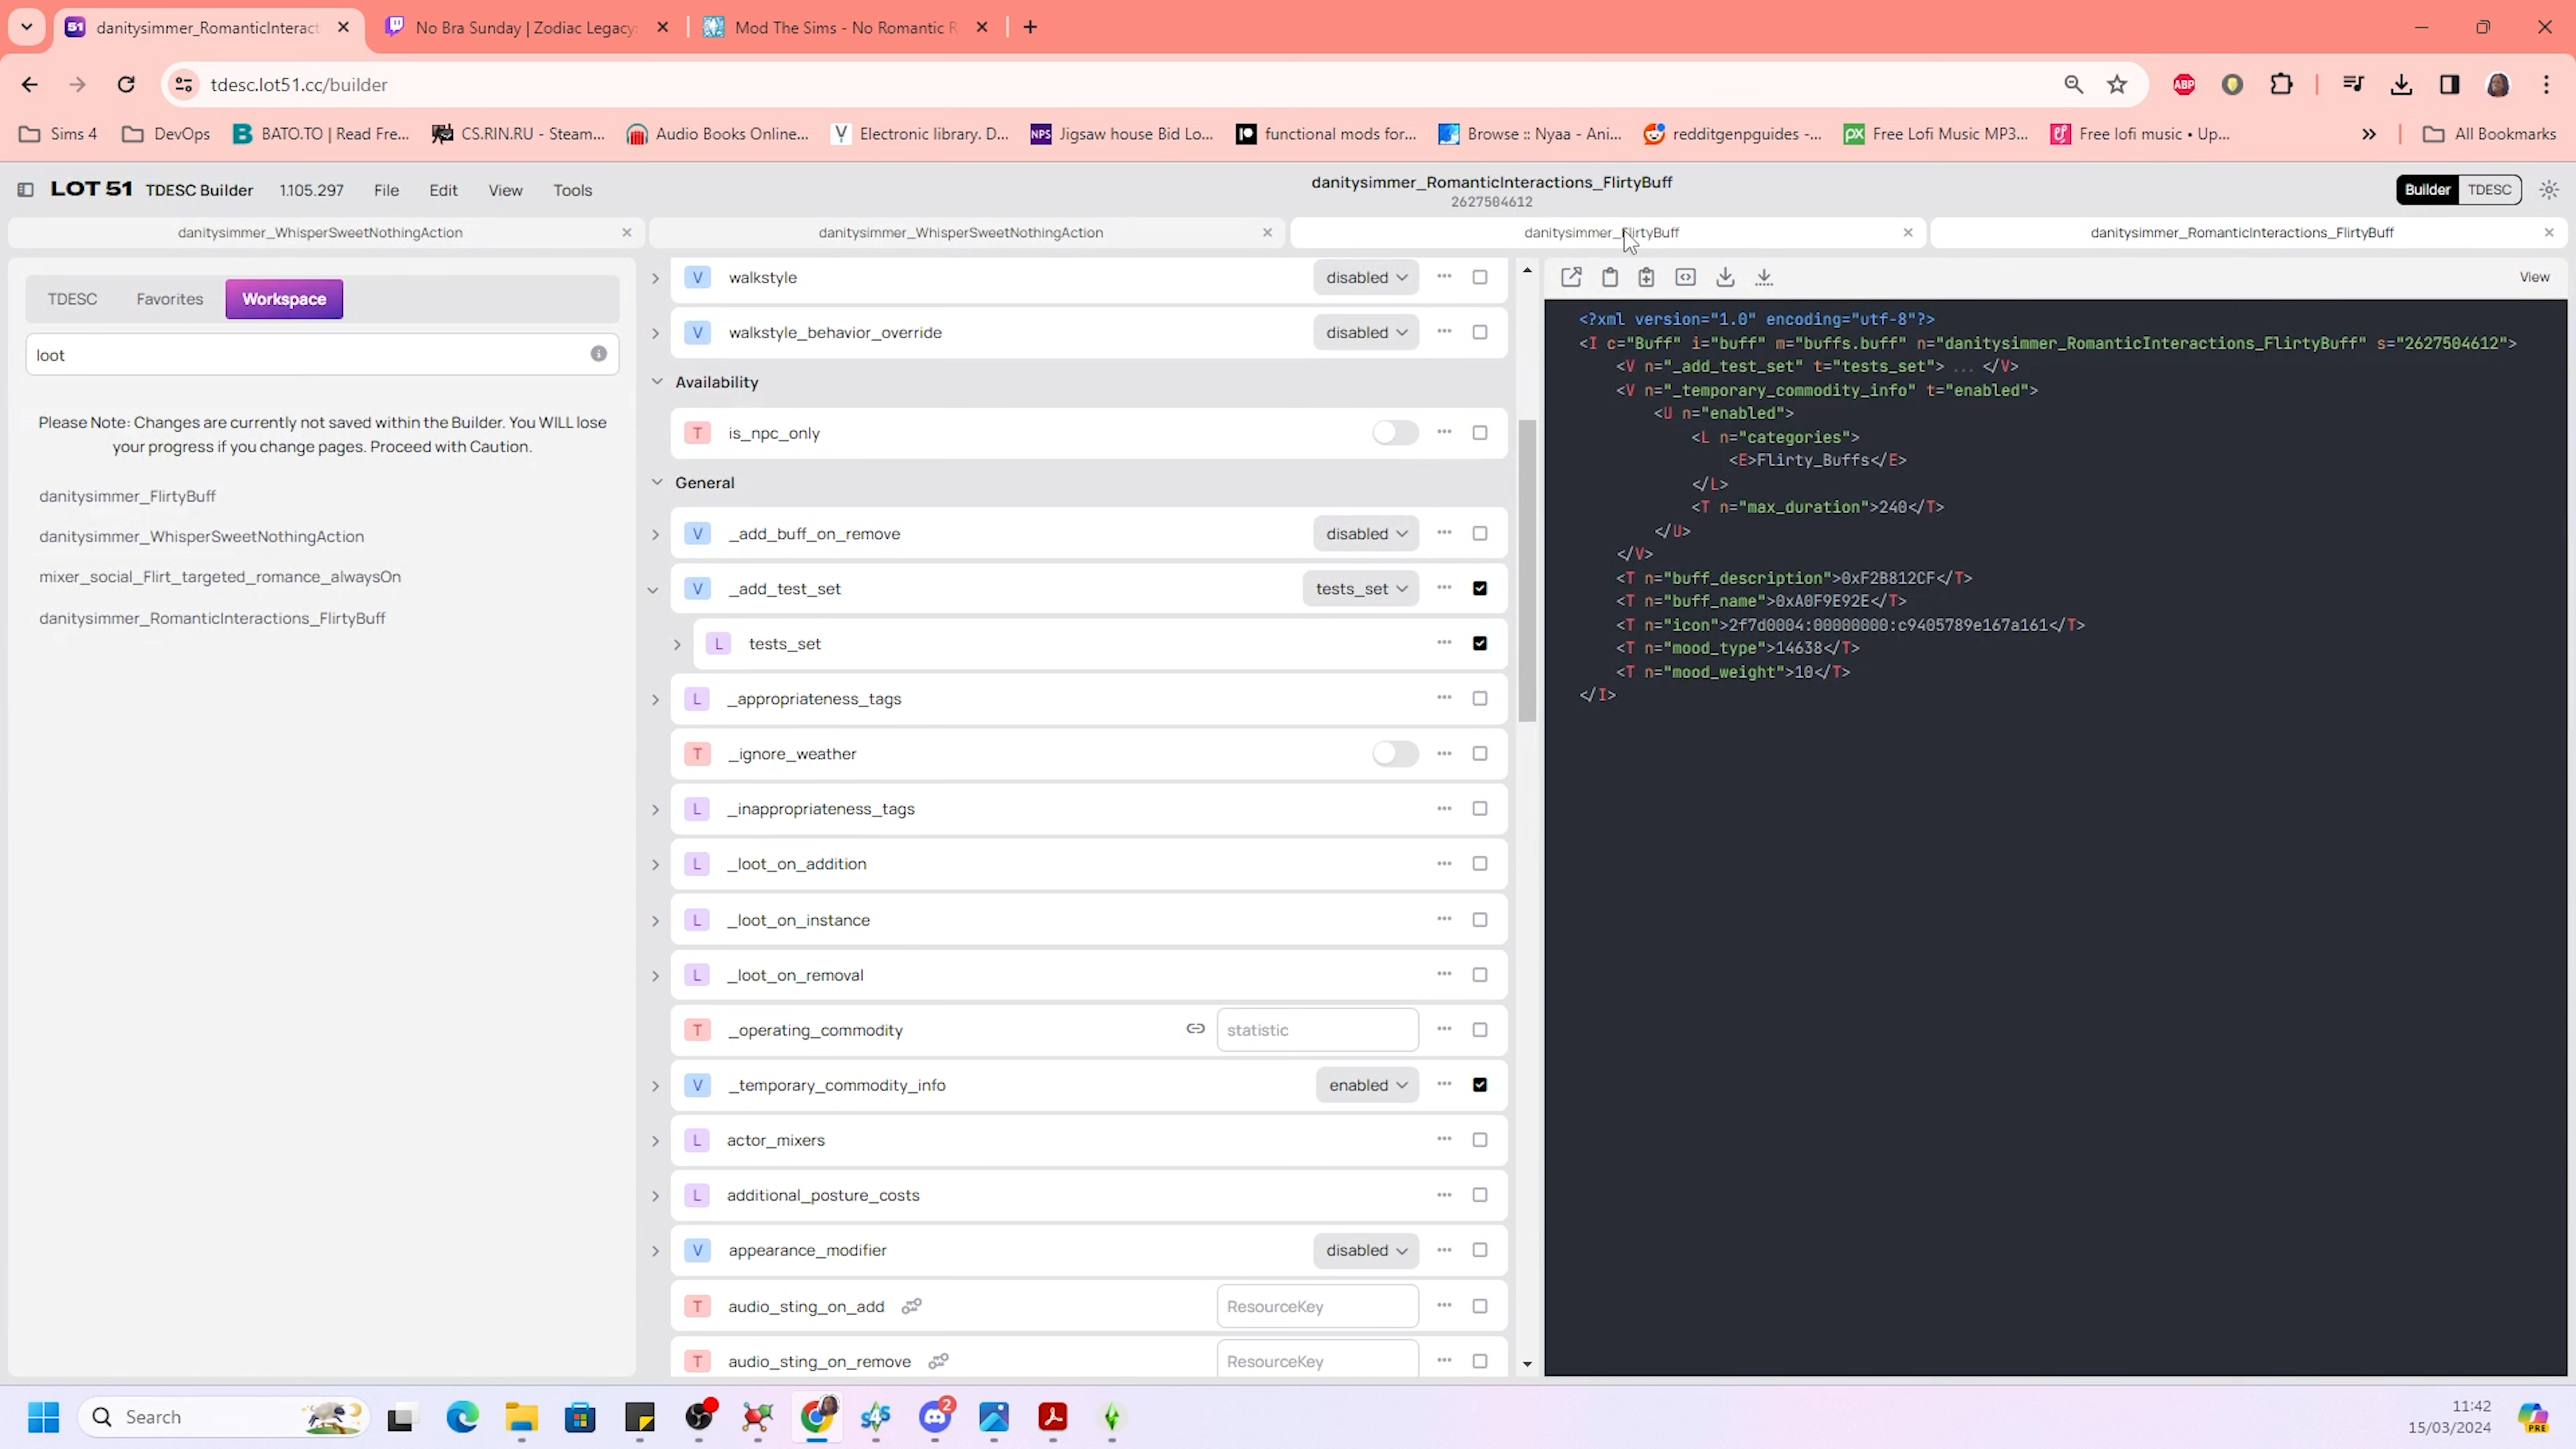 danitysimmer_RomanticInteract
No Bra Sunday | Zodiac Legacy:
Mod The Sims - No Romantic R
tdesc.lot51.cc/builder
Sims 4
DevOps
BATO.TO | Read Fre...
CS.RIN.RU - Steam...
Audio Books Online...
Electronic library. D...
Jigsaw house Bid Lo...
functional mods for...
Browse :: Nyaa - Ani...
redditgenpguides -...
Free Lofi Music MP3...
Free lofi music • Up...
All Bookmarks
LOT 51 TDESC Builder 1.105.297 File Edit View Tools
danitysimmer_RomanticInteractions_FlirtyBuff
2627504612
Builder TDESC
danitysimmer_WhisperSweetNothingAction
danitysimmer_WhisperSweetNothingAction
danitysimmer_FlirtyBuff
danitysimmer_RomanticInteractions_FlirtyBuff
TDESC Favorites Workspace
loot
Please Note: Changes are currently not saved within the Builder. You WILL lose
your progress if you change pages. Proceed with Caution.
danitysimmer_FlirtyBuff
danitysimmer_WhisperSweetNothingAction
mixer_social_Flirt_targeted_romance_alwaysOn
danitysimmer_RomanticInteractions_FlirtyBuff
V walkstyle disabled
V walkstyle_behavior_override disabled
Availability
T is_npc_only
General
V _add_buff_on_remove disabled
V _add_test_set tests_set
L tests_set
L _appropriateness_tags
T _ignore_weather
L _inappropriateness_tags
L _loot_on_addition
L _loot_on_instance
L _loot_on_removal
T _operating_commodity statistic
V _temporary_commodity_info enabled
L actor_mixers
L additional_posture_costs
V appearance_modifier disabled
T audio_sting_on_add ResourceKey
T audio_sting_on_remove ResourceKey
View
<?xml version="1.0" encoding="utf-8"?>
<I c="Buff" i="buff" m="buffs.buff" n="danitysimmer_RomanticInteractions_FlirtyBuff" s="2627504612">
<V n="_add_test_set" t="tests_set"> ... </V>
<V n="_temporary_commodity_info" t="enabled">
<U n="enabled">
<L n="categories">
<E>Flirty_Buffs</E>
</L>
<T n="max_duration">240</T>
</U>
</V>
<T n="buff_description">0xF2B812CF</T>
<T n="buff_name">0xA0F9E92E</T>
<T n="icon">2f7d0004:00000000:c9405789e167a161</T>
<T n="mood_type">14638</T>
<T n="mood_weight">10</T>
</I>
Search
2
11:42
15/03/2024
PRE